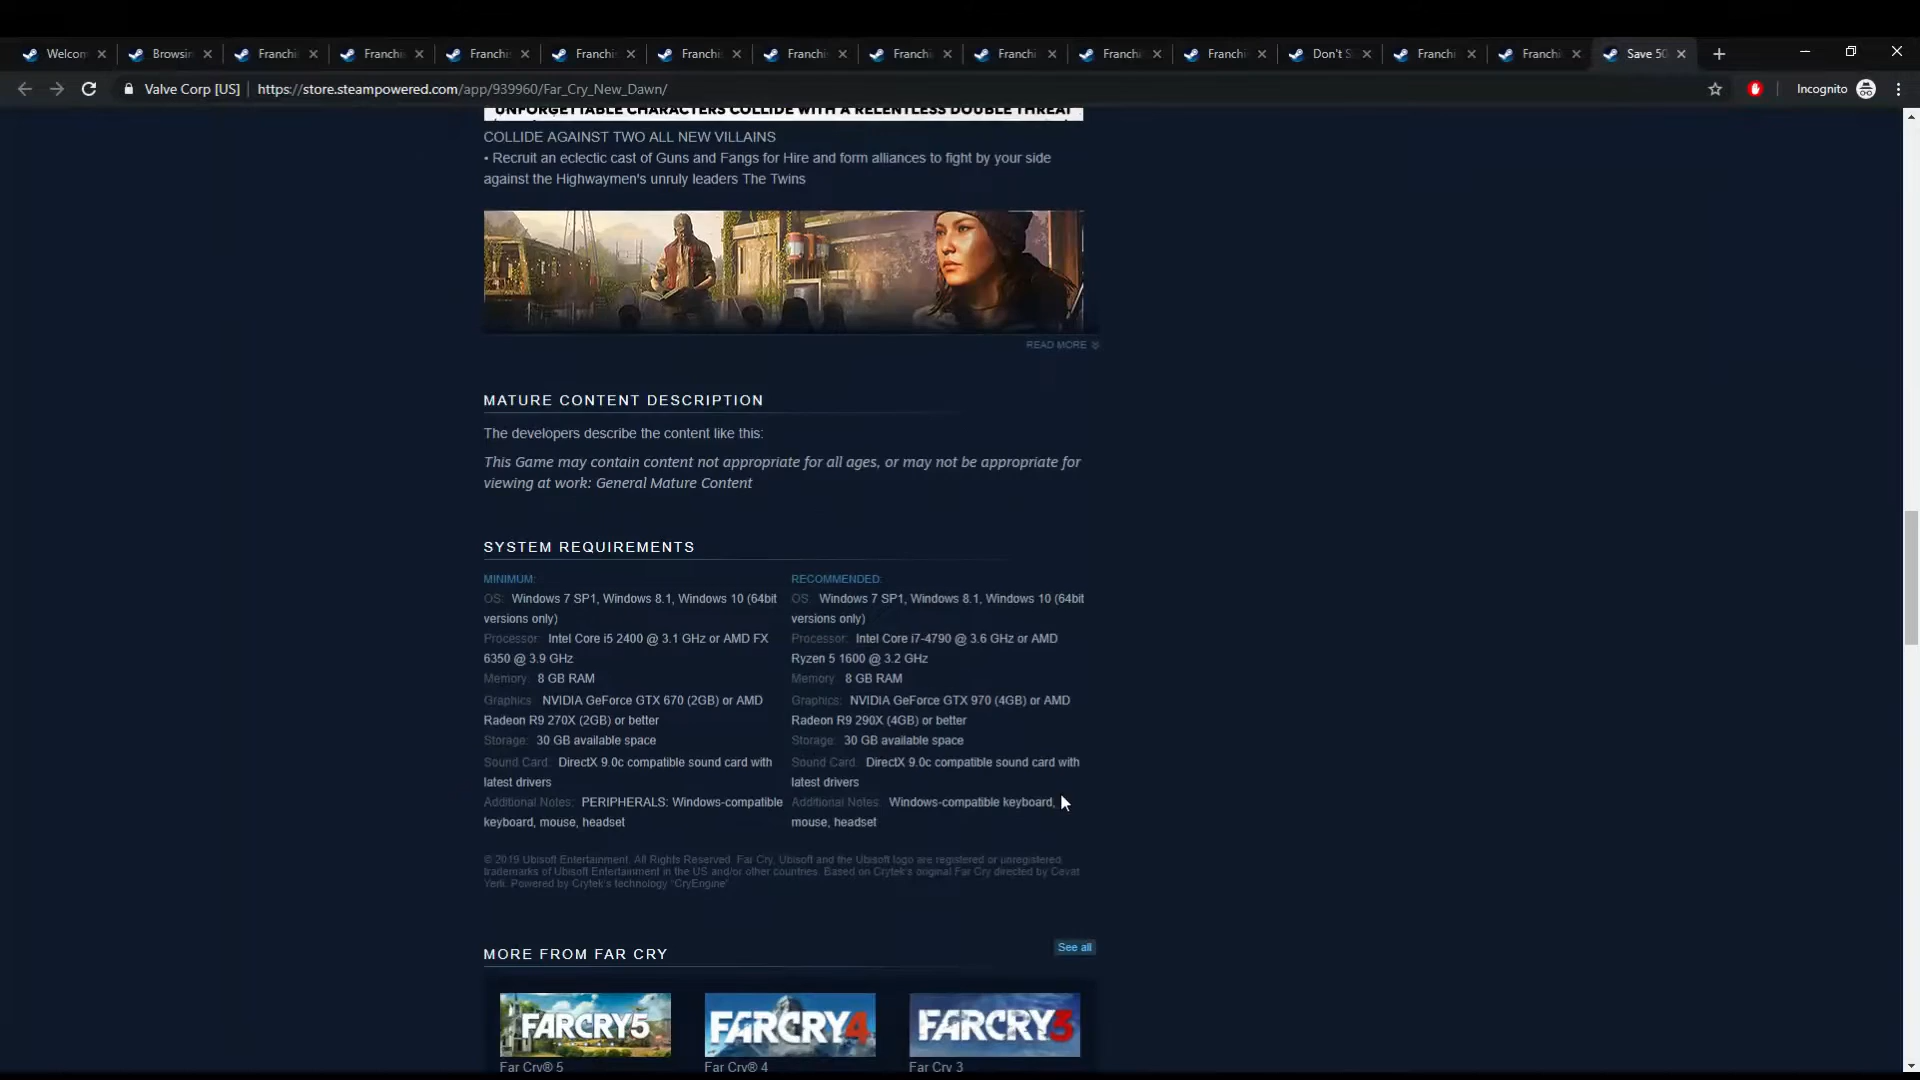 Welcom
Browsin
Franchi
Franchi
Franchi
Franchi
Franchi
Franchi
Franchi
Franchi
Franchi
Franchi
Don't S
Franchi
Franchi
Save 50
Valve Corp [US] https://store.steampowered.com/app/939960/Far_Cry_New_Dawn/ Incognito
UNFORGETTABLE CHARACTERS COLLIDE WITH A RELENTLESS DOUBLE THREAT
COLLIDE AGAINST TWO ALL NEW VILLAINS
• Recruit an eclectic cast of Guns and Fangs for Hire and form alliances to fight by your side
against the Highwaymen's unruly leaders The Twins
READ MORE
MATURE CONTENT DESCRIPTION
The developers describe the content like this:
This Game may contain content not appropriate for all ages, or may not be appropriate for
viewing at work: General Mature Content
SYSTEM REQUIREMENTS
MINIMUM:
OS: Windows 7 SP1, Windows 8.1, Windows 10 (64bit
versions only)
Processor: Intel Core i5 2400 @ 3.1 GHz or AMD FX
6350 @ 3.9 GHz
Memory: 8 GB RAM
Graphics: NVIDIA GeForce GTX 670 (2GB) or AMD
Radeon R9 270X (2GB) or better
Storage: 30 GB available space
Sound Card: DirectX 9.0c compatible sound card with
latest drivers
Additional Notes: PERIPHERALS: Windows-compatible
keyboard, mouse, headset
RECOMMENDED:
OS: Windows 7 SP1, Windows 8.1, Windows 10 (64bit
versions only)
Processor: Intel Core i7-4790 @ 3.6 GHz or AMD
Ryzen 5 1600 @ 3.2 GHz
Memory: 8 GB RAM
Graphics: NVIDIA GeForce GTX 970 (4GB) or AMD
Radeon R9 290X (4GB) or better
Storage: 30 GB available space
Sound Card: DirectX 9.0c compatible sound card with
latest drivers
Additional Notes: Windows-compatible keyboard,
mouse, headset
© 2019 Ubisoft Entertainment. All Rights Reserved. Far Cry, Ubisoft and the Ubisoft logo are registered or unregistered
trademarks of Ubisoft Entertainment in the US and/or other countries. Based on Crytek's original Far Cry directed by Cevat
Yerli. Powered by Crytek's technology "CryEngine"
MORE FROM FAR CRY
See all
FARCRY5
FARCRY4
FARCRY3
Far Cry® 5
Far Cry® 4
Far Cry 3